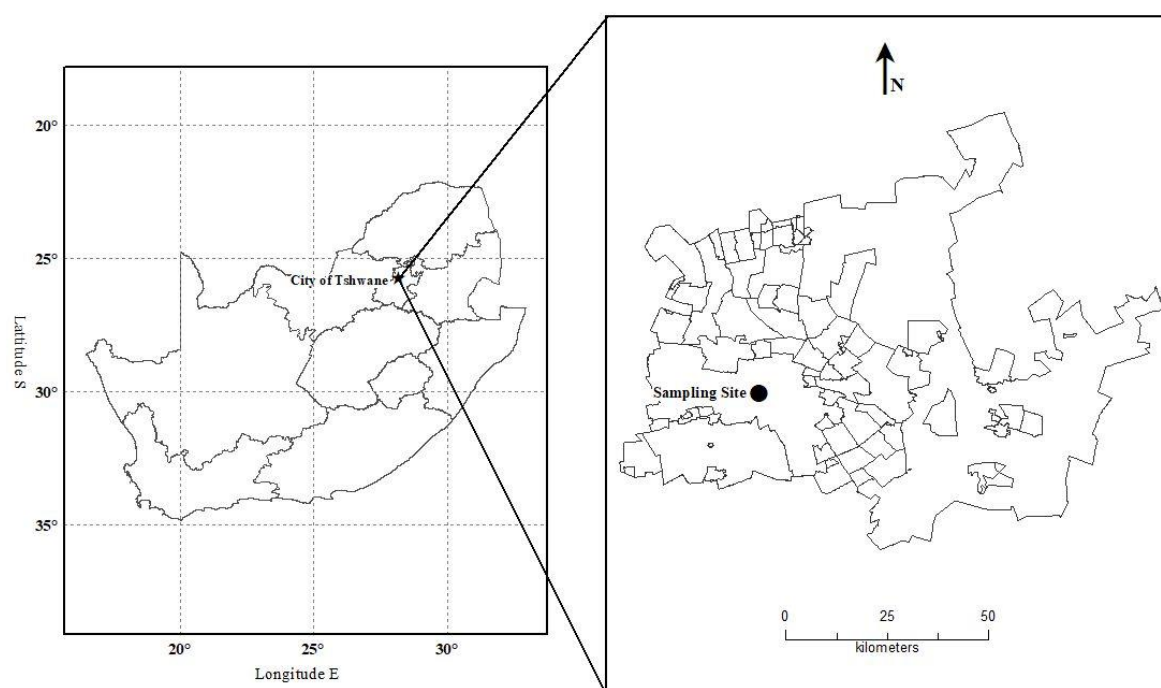 20°
25°
30°
35°
Latitude S
20°
25°
30°
Longitude E
City of Tshwane
N
Sampling Site
0
25
50
kilometers